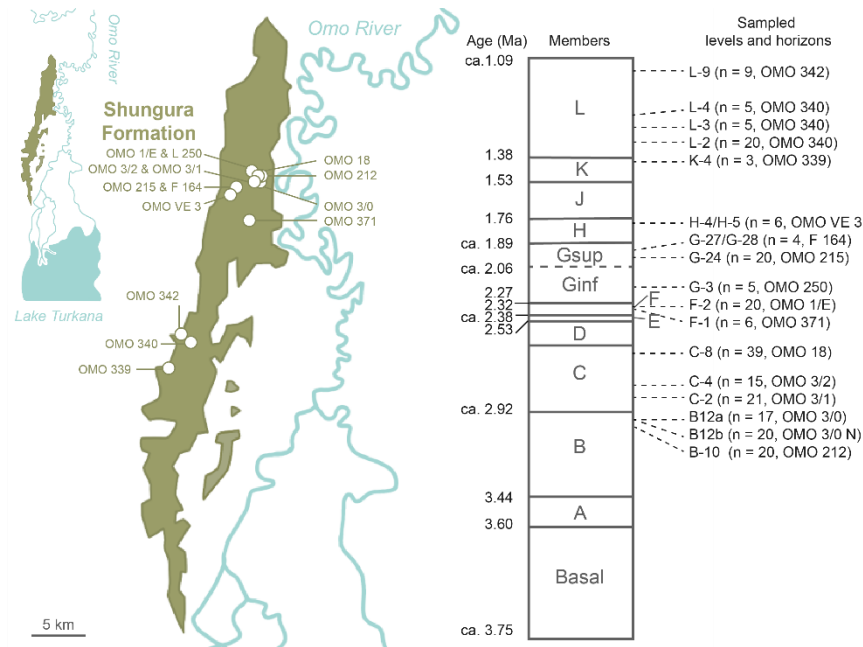 Omo River
Lake Turkana
Omo River
Shungura
Formation
OMO 1/E & L 250
OMO 3/2 & OMO 3/1
OMO 215 & F 164
OMO VE 3
OMO 18
OMO 212
OMO 3/0
OMO 371
OMO 342
OMO 340
OMO 339
5 km
Age (Ma)
Members
Sampled
levels and horizons
ca. 1.09
1.38
1.53
1.76
ca. 1.89
ca. 2.06
2.27
2.32
ca. 2.38
2.53
ca. 2.92
3.44
3.60
ca. 3.75
L
K
J
H
Gsup
Ginf
F
E
D
C
B
A
Basal
L-9 (n = 9, OMO 342)
L-4 (n = 5, OMO 340)
L-3 (n = 5, OMO 340)
L-2 (n = 20, OMO 340)
K-4 (n = 3, OMO 339)
H-4/H-5 (n = 6, OMO VE 3
G-27/G-28 (n = 4, F 164)
G-24 (n = 20, OMO 215)
G-3 (n = 5, OMO 250)
F-2 (n = 20, OMO 1/E)
F-1 (n = 6, OMO 371)
C-8 (n = 39, OMO 18)
C-4 (n = 15, OMO 3/2)
C-2 (n = 21, OMO 3/1)
B12a (n = 17, OMO 3/0)
B12b (n = 20, OMO 3/0 N)
B-10 (n = 20, OMO 212)